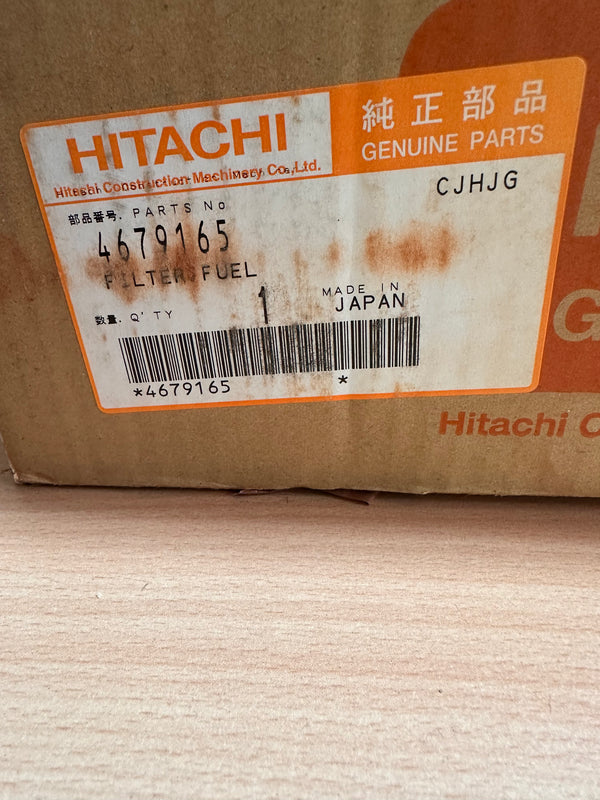 HITACHI
Hitachi Construction Machinery Co., Ltd.
純正部品
GENUINE PARTS
CJHJG
部品番号. PARTS No
4679165
FILTER;FUEL
数量. Q'TY 1
MADE IN
JAPAN
*4679165 *
G
Hitachi C